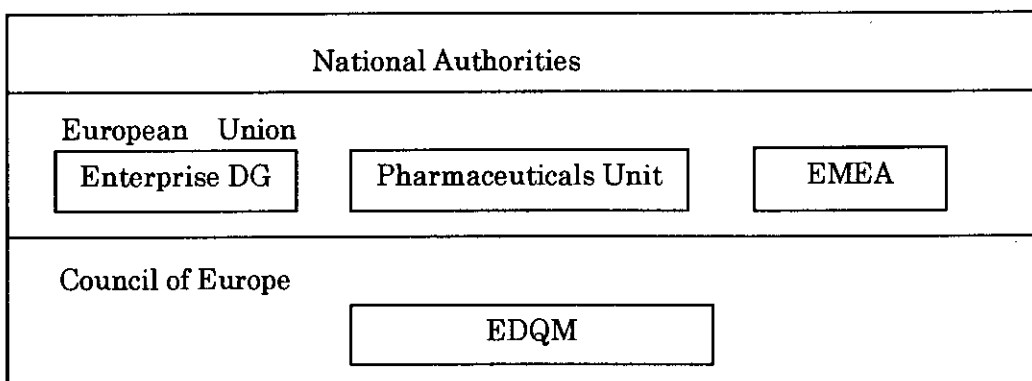 National Authorities
European Union
Enterprise DG Pharmaceuticals Unit EMEA
Council of Europe
EDQM